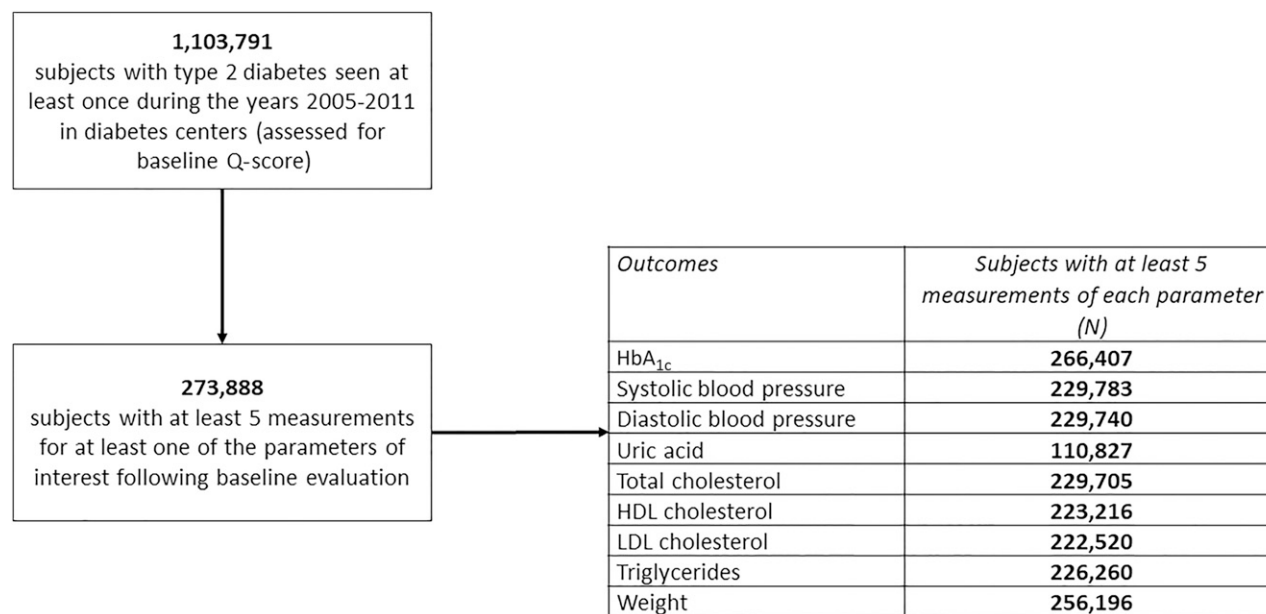 1,103,791
subjects with type 2 diabetes seen at
least once during the years 2005-2011
in diabetes centers (assessed for
baseline Q-score)
273,888
subjects with at least 5 measurements
for at least one of the parameters of
interest following baseline evaluation
Outcomes
Subjects with at least 5
measurements of each parameter
(N)
HbA1c 266,407
Systolic blood pressure 229,783
Diastolic blood pressure 229,740
Uric acid 110,827
Total cholesterol 229,705
HDL cholesterol 223,216
LDL cholesterol 222,520
Triglycerides 226,260
Weight 256,196